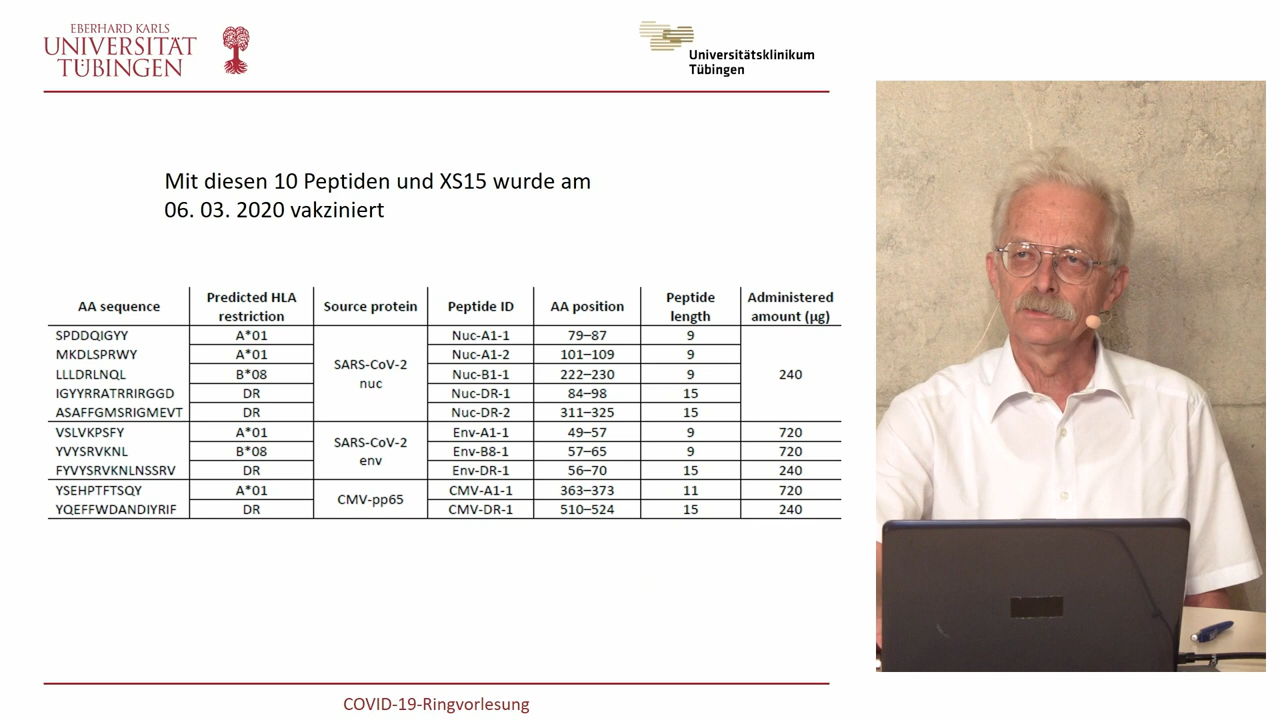 EBERHARD KARLS
UNIVERSITÄT
TÜBINGEN
Universitätsklinikum
Tübingen
Mit diesen 10 Peptiden und XS15 wurde am
06. 03. 2020 vakziniert
AA sequence Predicted HLA restriction Source protein Peptide ID AA position Peptide length Administered amount (µg)
SPDDQIGYY A*01 SARS-CoV-2 nuc Nuc-A1-1 79–87 9 240
MKDLSPRWY A*01 Nuc-A1-2 101–109 9
LLLDRLNQL B*08 Nuc-B1-1 222–230 9
IGYYRRATRRIRGGD DR Nuc-DR-1 84–98 15
ASAFFGMSRIGMEVT DR Nuc-DR-2 311–325 15
VSLVKPSFY A*01 SARS-CoV-2 env Env-A1-1 49–57 9 720
YVYSRVKNL B*08 Env-B8-1 57–65 9 720
FYVYSRVKNLNSSRV DR Env-DR-1 56–70 15 240
YSEHPTFTSQY A*01 CMV-pp65 CMV-A1-1 363–373 11 720
YQEFFWDANDIYRIF DR CMV-DR-1 510–524 15 240
COVID-19-Ringvorlesung